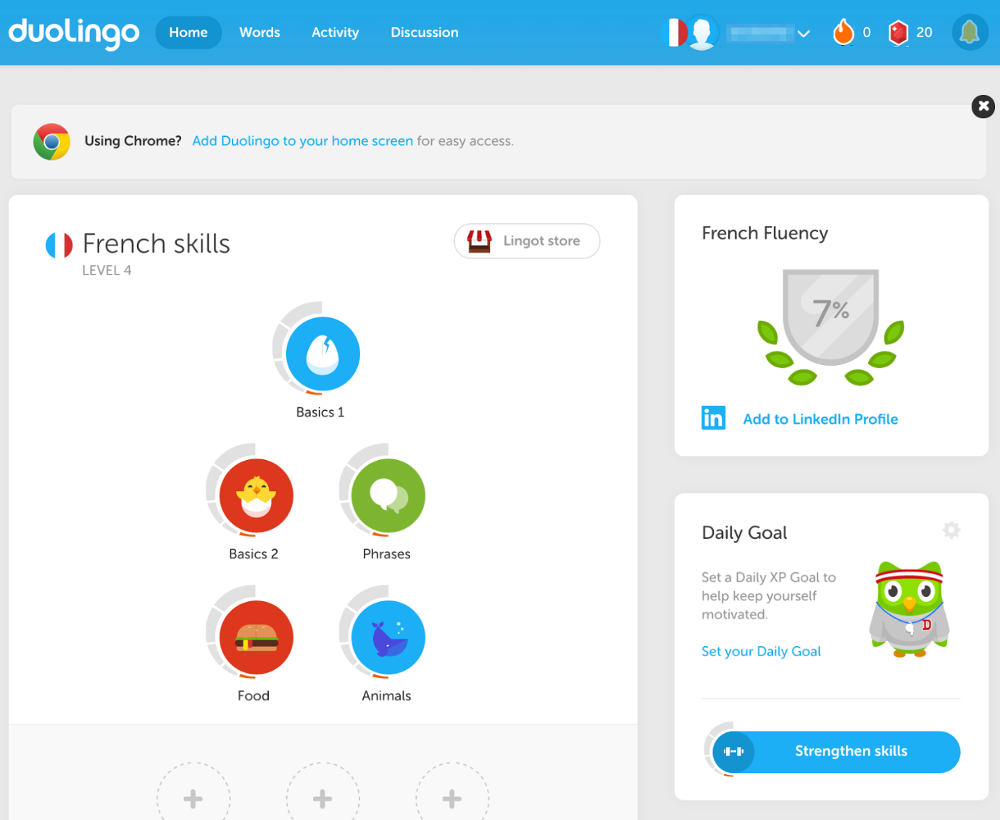 duolingo
Home
Words
Activity
Discussion
0
20
Using Chrome? Add Duolingo to your home screen for easy access.
French skills
LEVEL 4
Lingot store
Basics 1
Basics 2
Phrases
Food
Animals
French Fluency
7%
in
Add to LinkedIn Profile
Daily Goal
Set a Daily XP Goal to
help keep yourself
motivated.
Set your Daily Goal
D
Strengthen skills